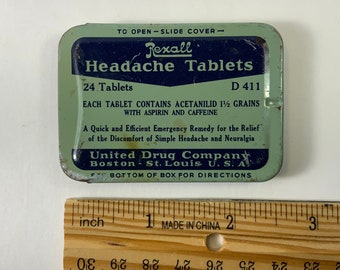 TO OPEN — SLIDE COVER —
Rexall
Headache Tablets
24 Tablets D 411
EACH TABLET CONTAINS ACETANILID 1½ GRAINS
WITH ASPIRIN AND CAFFEINE
A Quick and Efficient Emergency Remedy for the Relief
of the Discomfort of Simple Headache and Neuralgia
United Drug Company
Boston - St. Louis U. S. A.
BOTTOM OF BOX FOR DIRECTIONS
inch 1 MADE IN CHINA 2 3
30 29 28 27 26 25 24 23